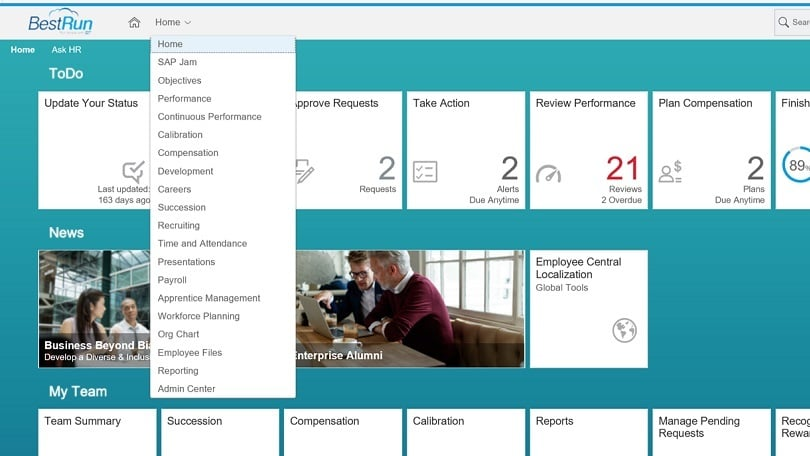 BestRun
Home
Sear
Home
Ask HR
Home
SAP Jam
Objectives
Performance
Continuous Performance
Calibration
Compensation
Development
Careers
Succession
Recruiting
Time and Attendance
Presentations
Payroll
Apprentice Management
Workforce Planning
Org Chart
Employee Files
Reporting
Admin Center
ToDo
Update Your Status
Last updated:
163 days ago
Approve Requests
2
Requests
Take Action
2
Alerts
Due Anytime
Review Performance
21
Reviews
2 Overdue
Plan Compensation
2
Plans
Due Anytime
Finish
89%
News
Business Beyond Bia
Develop a Diverse & Inclus
Enterprise Alumni
Employee Central
Localization
Global Tools
My Team
Team Summary
Succession
Compensation
Calibration
Reports
Manage Pending
Requests
Recog
Rewa